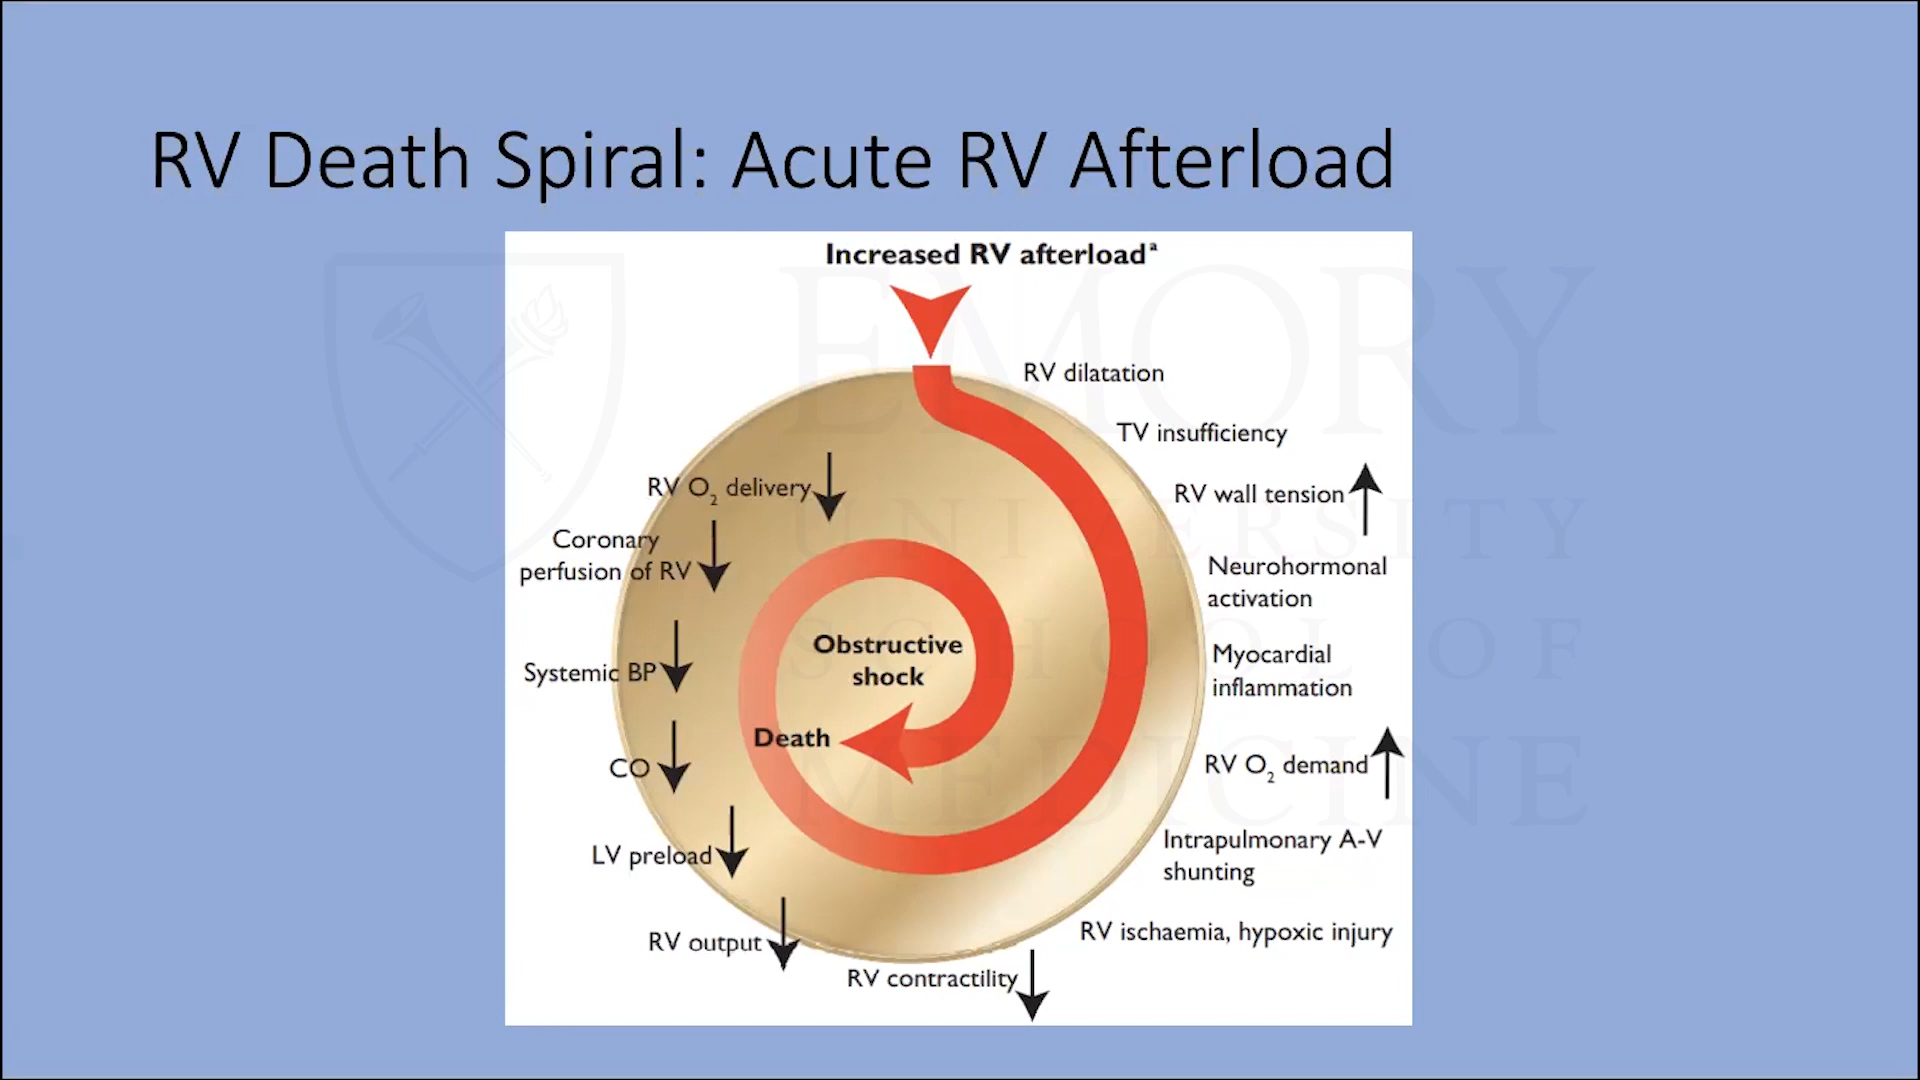 RV Death Spiral: Acute RV Afterload
Increased RV afterloadᵃ
RV dilatation
TV insufficiency
RV wall tension
Neurohormonal
activation
Myocardial
inflammation
RV O₂ demand
Intrapulmonary A-V
shunting
RV ischaemia, hypoxic injury
RV contractility
RV output
LV preload
CO
Systemic BP
Coronary
perfusion of RV
RV O₂ delivery
Obstructive
shock
Death
EMORY
UNIVERSITY
SCHOOL OF
MEDICINE